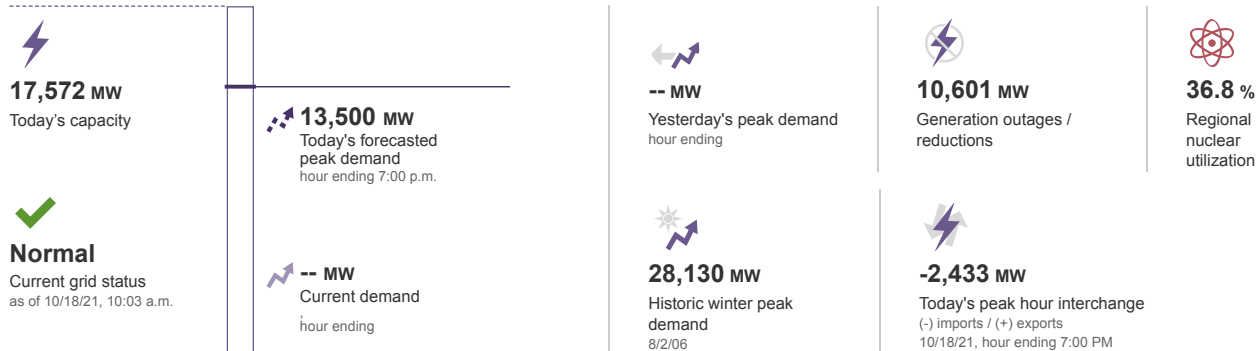 17,572 MW
Today's capacity
13,500 MW
Today's forecasted
peak demand
hour ending 7:00 p.m.
Normal
Current grid status
as of 10/18/21, 10:03 a.m.
-- MW
Current demand
,
hour ending
-- MW
Yesterday's peak demand
hour ending
10,601 MW
Generation outages /
reductions
36.8 %
Regional
nuclear
utilization
28,130 MW
Historic winter peak
demand
8/2/06
-2,433 MW
Today's peak hour interchange
(-) imports / (+) exports
10/18/21, hour ending 7:00 PM